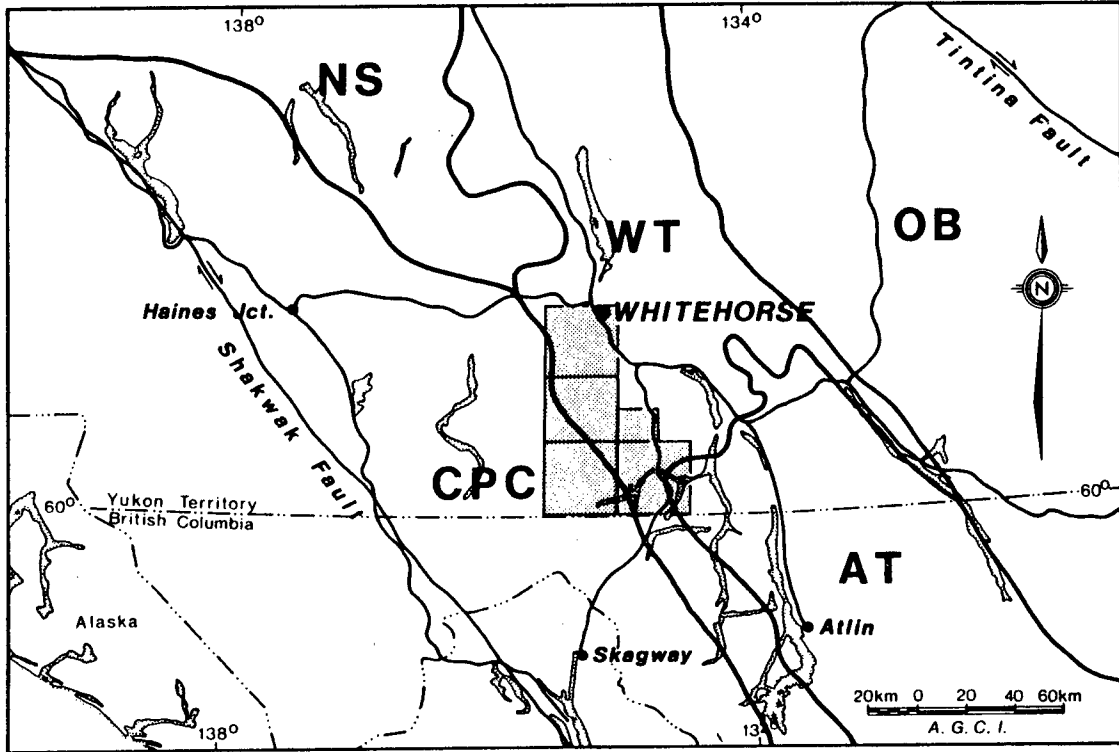 138°
134°
Tintina Fault
NS
WT
OB
N
Haines Jct.
WHITEHORSE
Shakwak Fault
CPC
60°
Yukon Territory
60°
British Columbia
AT
Alaska
Atlin
Skagway
20km 0 20 40 60km
A. G. C. I.
138°